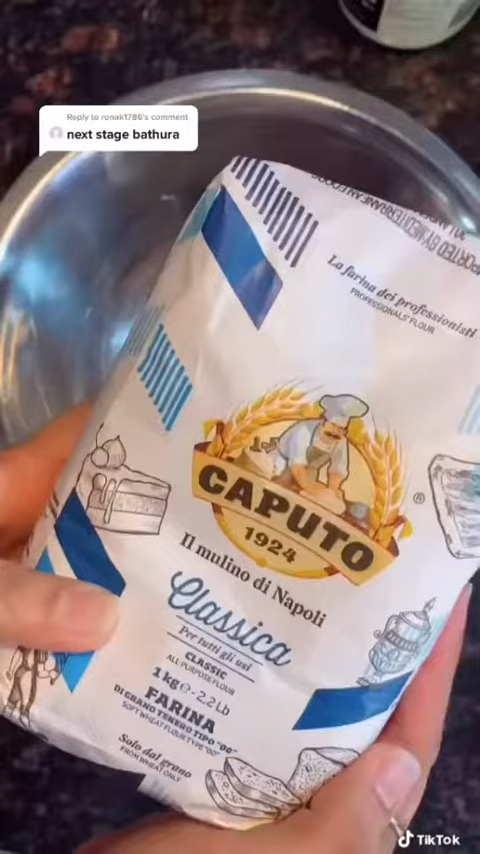 Reply to ronak1786's comment
next stage bathura
La farina dei professionisti
PROFESSIONALS' FLOUR
CAPUTO
1924
®
Il mulino di Napoli
Classica
Per tutti gli usi
CLASSIC
ALL PURPOSE FLOUR
1 kg e - 2,2 Lb
FARINA
DI GRANO TENERO TIPO "00"
SOFT WHEAT FLOUR TYPE "00"
Solo dal grano
FROM WHEAT ONLY
TikTok